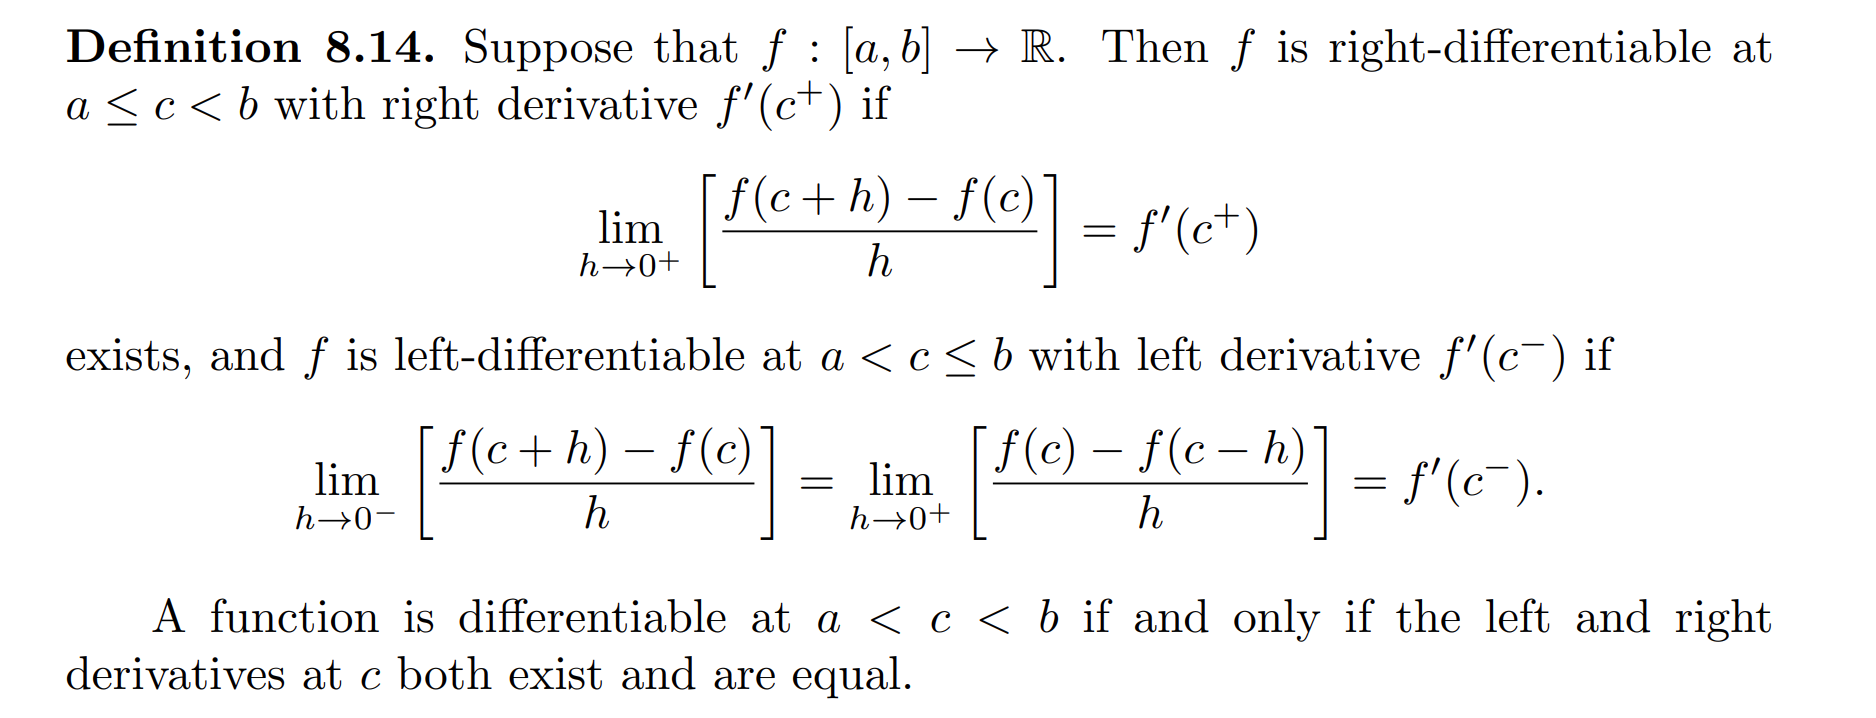 Definition 8.14. Suppose that f : [a, b] → ℝ. Then f is right-differentiable at
a ≤ c < b with right derivative f′(c⁺) if
lim_{h→0⁺} [ (f(c + h) − f(c)) / h ] = f′(c⁺)
exists, and f is left-differentiable at a < c ≤ b with left derivative f′(c⁻) if
lim_{h→0⁻} [ (f(c + h) − f(c)) / h ] = lim_{h→0⁺} [ (f(c) − f(c − h)) / h ] = f′(c⁻).
A function is differentiable at a < c < b if and only if the left and right
derivatives at c both exist and are equal.